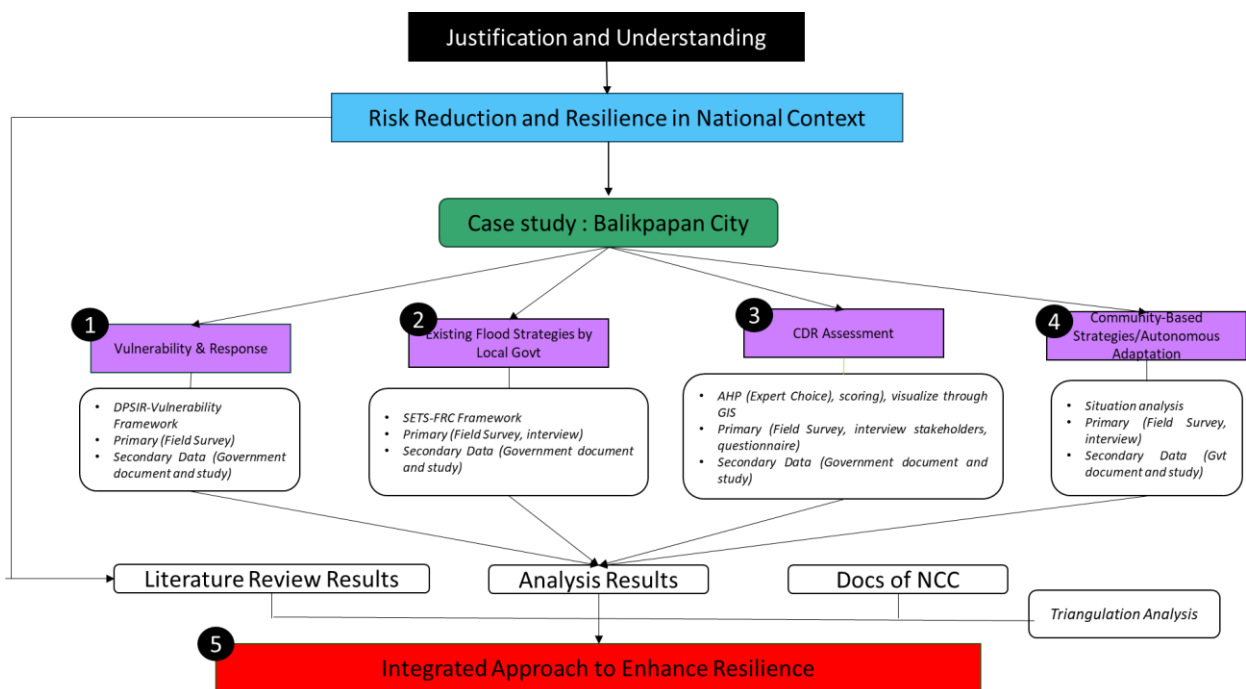 Justification and Understanding
Risk Reduction and Resilience in National Context
Case study : Balikpapan City
1
Vulnerability & Response
• DPSIR-Vulnerability
Framework
• Primary (Field Survey)
• Secondary Data (Government
document and study)
2
Existing Flood Strategies by
Local Govt
• SETS-FRC Framework
• Primary (Field Survey, interview)
• Secondary Data (Government document
and study)
3
CDR Assessment
• AHP (Expert Choice), scoring), visualize through
GIS
• Primary (Field Survey, interview stakeholders,
questionnaire)
• Secondary Data (Government document and
study)
4
Community-Based
Strategies/Autonomous
Adaptation
• Situation analysis
• Primary (Field Survey,
interview)
• Secondary Data (Gvt
document and study)
Literature Review Results
Analysis Results
Docs of NCC
Triangulation Analysis
5
Integrated Approach to Enhance Resilience